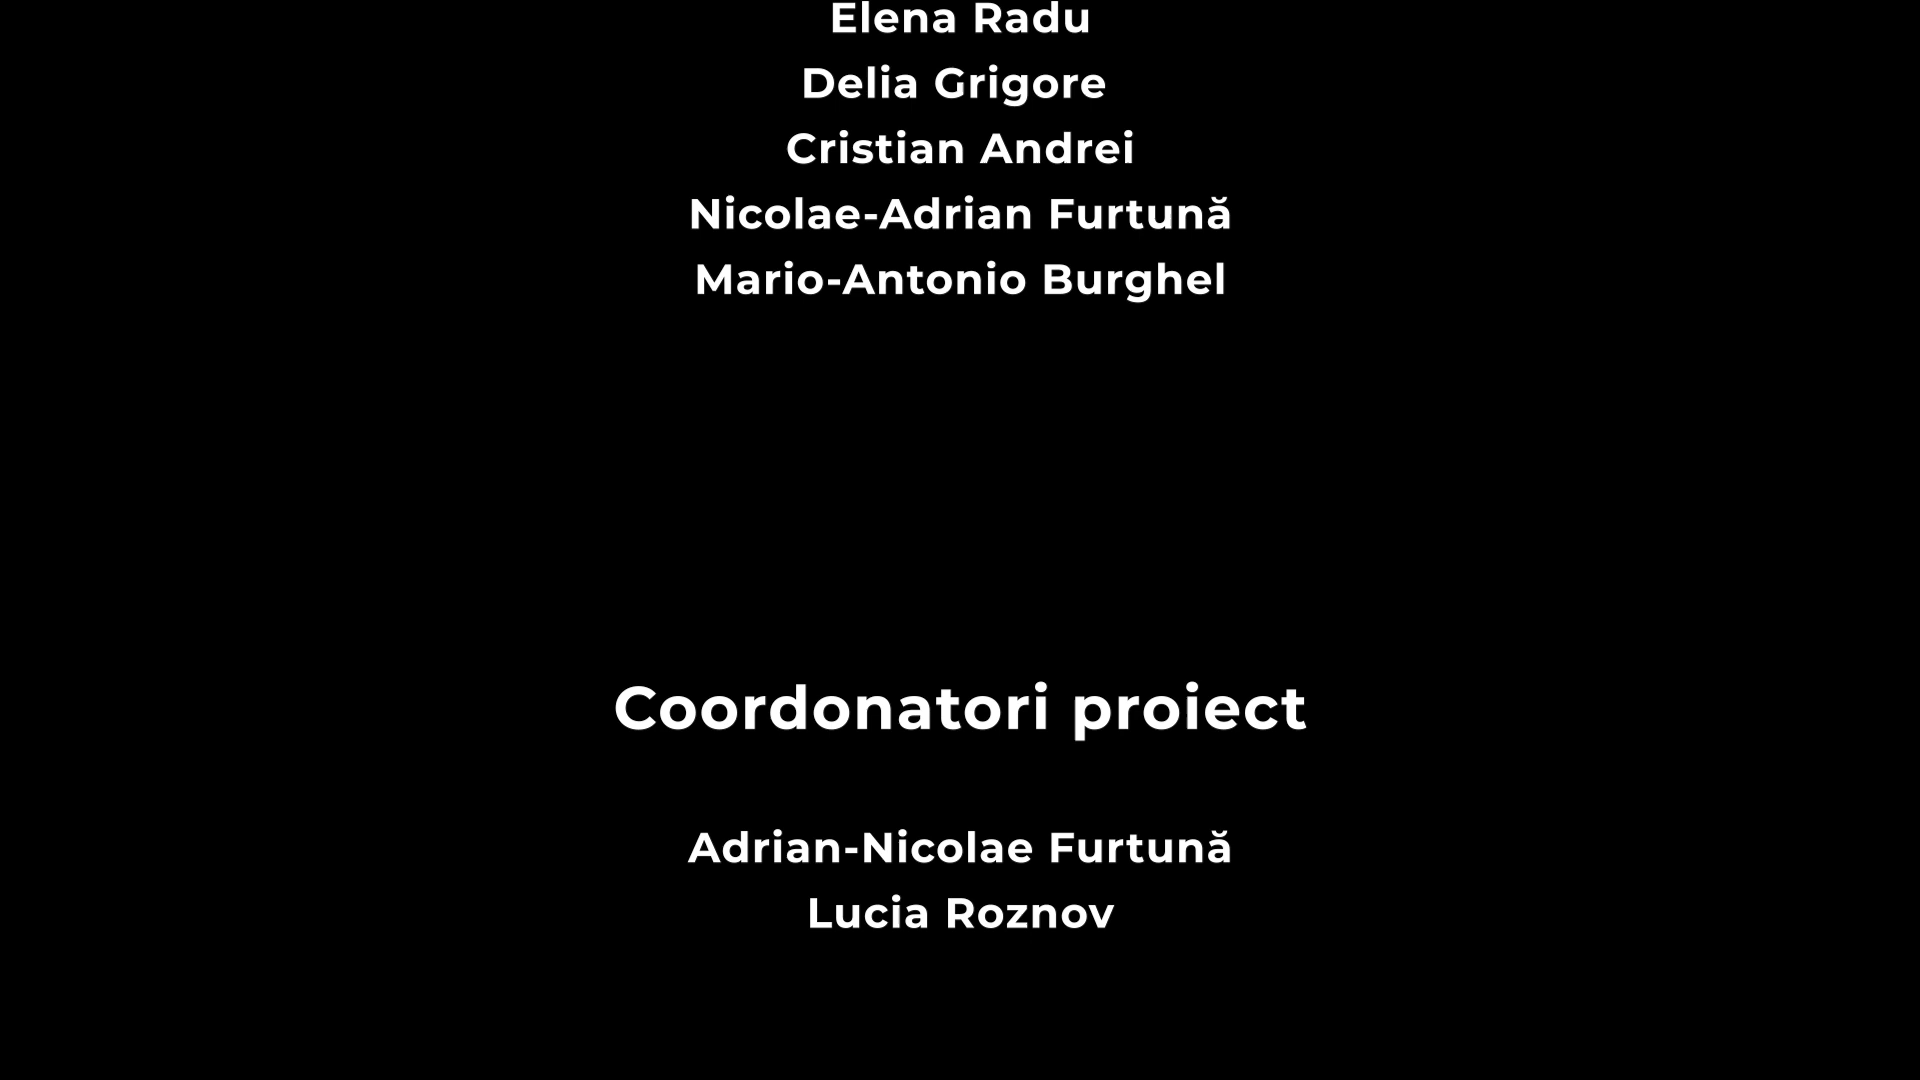 Elena Radu
Delia Grigore
Cristian Andrei
Nicolae-Adrian Furtună
Mario-Antonio Burghel
Coordonatori proiect
Adrian-Nicolae Furtună
Lucia Roznov